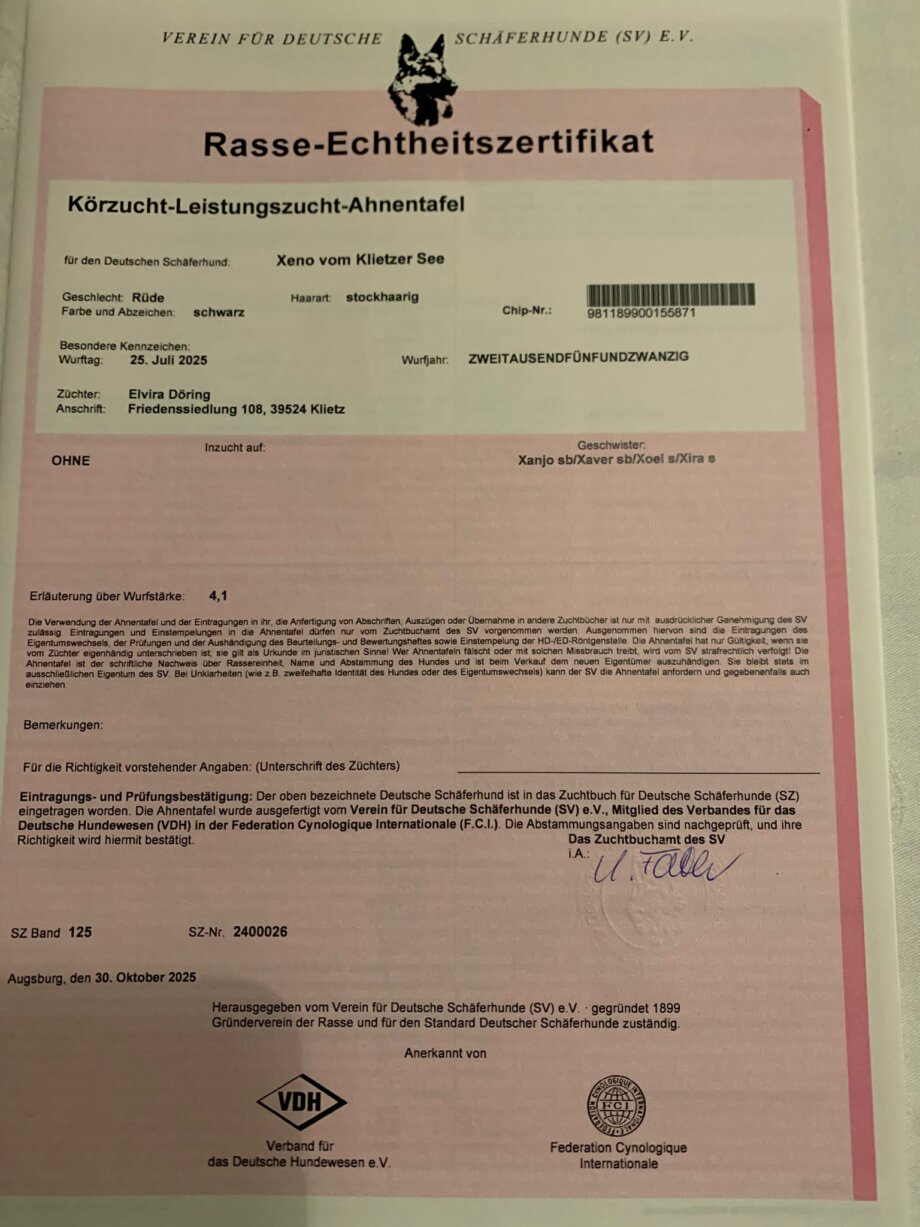 VEREIN FÜR DEUTSCHE SCHÄFERHUNDE (SV) E.V.
Rasse-Echtheitszertifikat
Körzucht-Leistungszucht-Ahnentafel
für den Deutschen Schäferhund: Xeno vom Klietzer See
Geschlecht: Rüde Haarart: stockhaarig
Farbe und Abzeichen: schwarz Chip-Nr.: 981189900155871
Besondere Kennzeichen:
Wurftag: 25. Juli 2025 Wurfjahr: ZWEITAUSENDFÜNFUNDZWANZIG
Züchter: Elvira Döring
Anschrift: Friedenssiedlung 108, 39524 Klietz
Inzucht auf: Geschwister:
OHNE Xanjo sb/Xaver sb/Xoel s/Xira s
Erläuterung über Wurfstärke: 4,1
Die Verwendung der Ahnentafel und der Eintragungen in ihr, die Anfertigung von Abschriften, Auszügen oder Übernahme in andere Zuchtbücher ist nur mit ausdrücklicher Genehmigung des SV
zulässig. Eintragungen und Einstempelungen in die Ahnentafel dürfen nur vom Zuchtbuchamt des SV vorgenommen werden. Ausgenommen hiervon sind die Eintragungen des
Eigentumswechsels, der Prüfungen- und der Aushändigung des Beurteilungs- und Bewertungsheftes sowie Einstempelung der HD-/ED-Röntgenstelle. Die Ahnentafel hat nur Gültigkeit, wenn sie
vom Züchter eigenhändig unterschrieben ist; sie gilt als Urkunde im juristischen Sinne! Wer Ahnentafeln fälscht oder mit solchen Missbrauch treibt, wird vom SV strafrechtlich verfolgt! Die
Ahnentafel ist der schriftliche Nachweis über Rassereinheit, Name und Abstammung des Hundes und ist beim Verkauf dem neuen Eigentümer auszuhändigen. Sie bleibt stets im
ausschließlichen Eigentum des SV. Bei Unklarheiten (wie z.B. zweifelhafte Identität des Hundes oder des Eigentumswechsels) kann der SV die Ahnentafel anfordern und gegebenenfalls auch
einziehen.
Bemerkungen:
Für die Richtigkeit vorstehender Angaben: (Unterschrift des Züchters)
Eintragungs- und Prüfungsbestätigung: Der oben bezeichnete Deutsche Schäferhund ist in das Zuchtbuch für Deutsche Schäferhunde (SZ)
eingetragen worden. Die Ahnentafel wurde ausgefertigt vom Verein für Deutsche Schäferhunde (SV) e.V., Mitglied des Verbandes für das
Deutsche Hundewesen (VDH) in der Federation Cynologique Internationale (F.C.I.). Die Abstammungsangaben sind nachgeprüft, und ihre
Richtigkeit wird hiermit bestätigt. Das Zuchtbuchamt des SV
i.A.:
SZ Band 125 SZ-Nr. 2400026
Augsburg, den 30. Oktober 2025
Herausgegeben vom Verein für Deutsche Schäferhunde (SV) e.V. · gegründet 1899
Gründerverein der Rasse und für den Standard Deutscher Schäferhunde zuständig.
Anerkannt von
VDH FCI
Verband für Federation Cynologique
das Deutsche Hundewesen e.V. Internationale